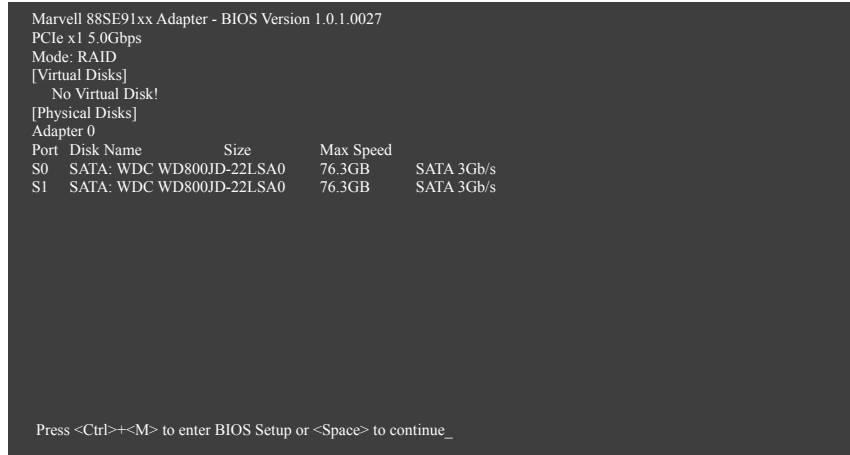 Marvell 88SE91xx Adapter - BIOS Version 1.0.1.0027
PCIe x1 5.0Gbps
Mode: RAID
[Virtual Disks]
No Virtual Disk!
[Physical Disks]
Adapter 0
Port Disk Name Size Max Speed
S0 SATA: WDC WD800JD-22LSA0 76.3GB SATA 3Gb/s
S1 SATA: WDC WD800JD-22LSA0 76.3GB SATA 3Gb/s
Press <Ctrl>+<M> to enter BIOS Setup or <Space> to continue_